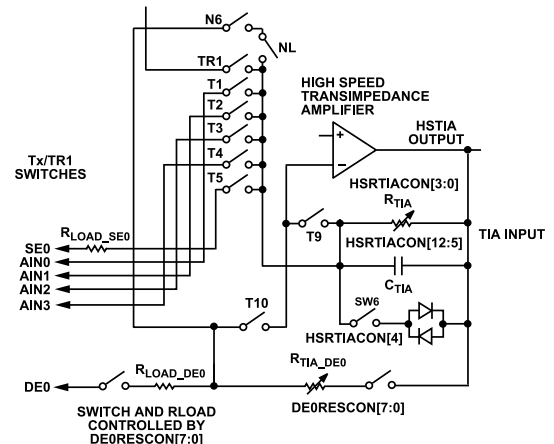 N6
NL
TR1
T1
T2
T3
T4
T5
Tx/TR1
SWITCHES
HIGH SPEED
TRANSIMPEDANCE
AMPLIFIER
+
–
HSTIA
OUTPUT
HSRTIACON[3:0]
RTIA
T9
HSRTIACON[12:5]
TIA INPUT
CTIA
SW6
HSRTIACON[4]
RLOAD_SE0
SE0
AIN0
AIN1
AIN2
AIN3
T10
RLOAD_DE0
DE0
RTIA_DE0
DE0RESCON[7:0]
SWITCH AND RLOAD
CONTROLLED BY
DE0RESCON[7:0]